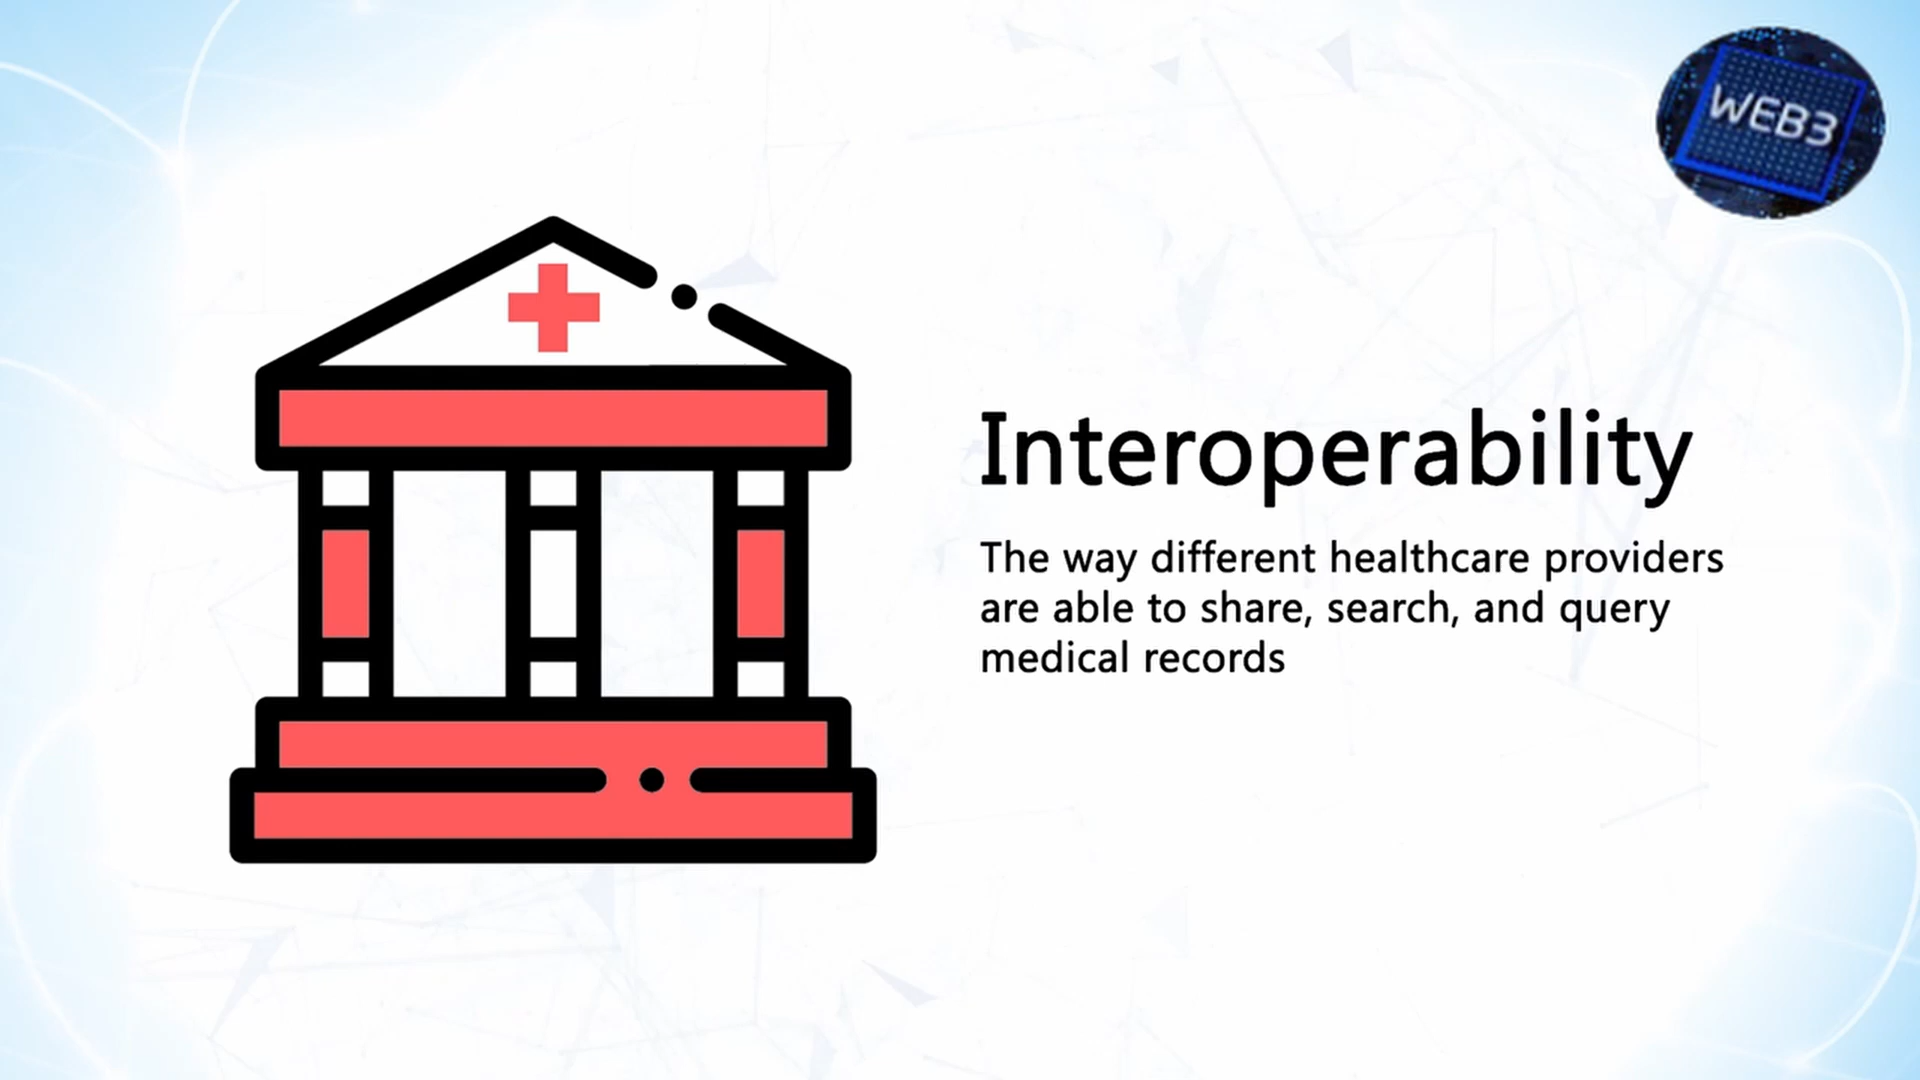 WEB3
Interoperability
The way different healthcare providers
are able to share, search, and query
medical records